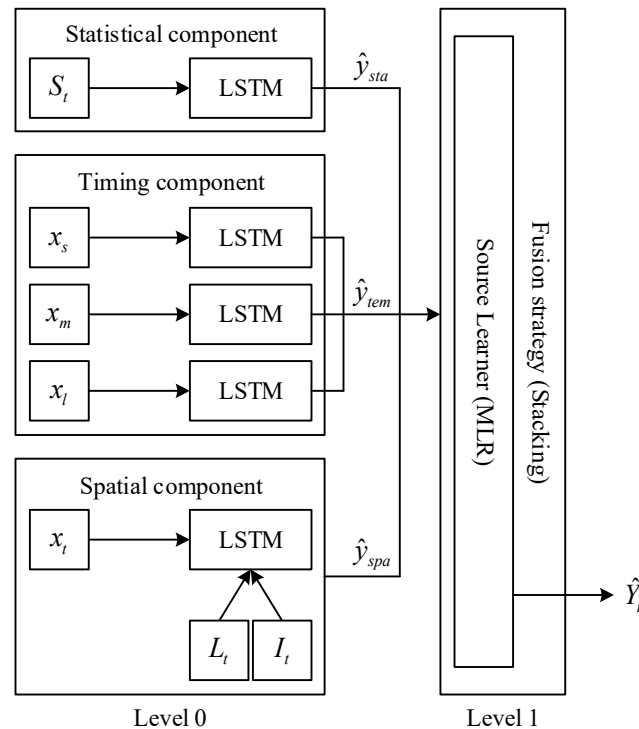 Statistical component
S_t
LSTM
ŷ_sta
Timing component
x_s
LSTM
x_m
LSTM
ŷ_tem
x_l
LSTM
Spatial component
x_t
LSTM
ŷ_spa
L_t
I_t
Level 0
Source Learner (MLR)
Fusion strategy (Stacking)
Ŷ_t
Level 1